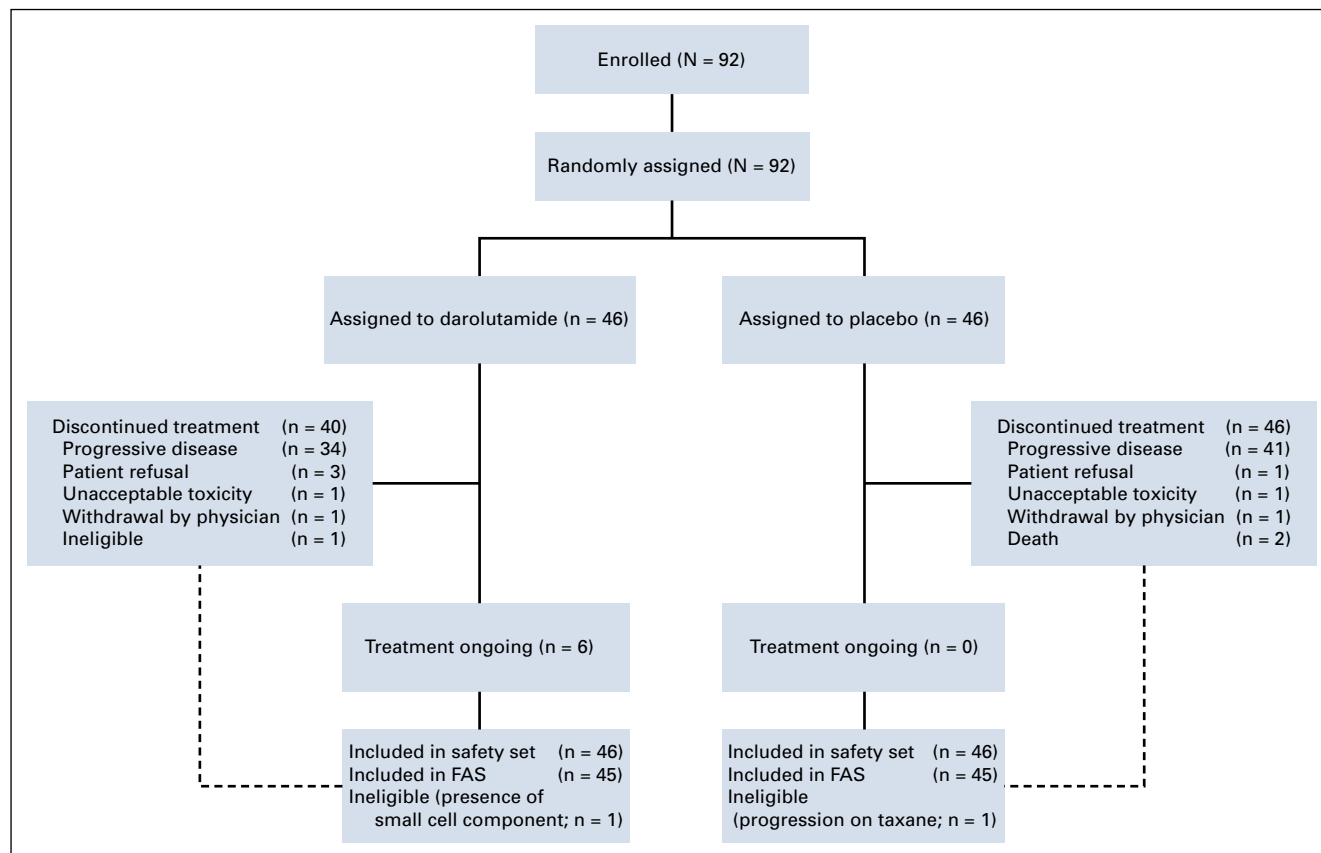 Enrolled (N = 92)
Randomly assigned (N = 92)
Assigned to darolutamide (n = 46)
Assigned to placebo (n = 46)
Discontinued treatment (n = 40)
Progressive disease (n = 34)
Patient refusal (n = 3)
Unacceptable toxicity (n = 1)
Withdrawal by physician (n = 1)
Ineligible (n = 1)
Discontinued treatment (n = 46)
Progressive disease (n = 41)
Patient refusal (n = 1)
Unacceptable toxicity (n = 1)
Withdrawal by physician (n = 1)
Death (n = 2)
Treatment ongoing (n = 6)
Treatment ongoing (n = 0)
Included in safety set (n = 46)
Included in FAS (n = 45)
Ineligible (presence of
small cell component; n = 1)
Included in safety set (n = 46)
Included in FAS (n = 45)
Ineligible
(progression on taxane; n = 1)